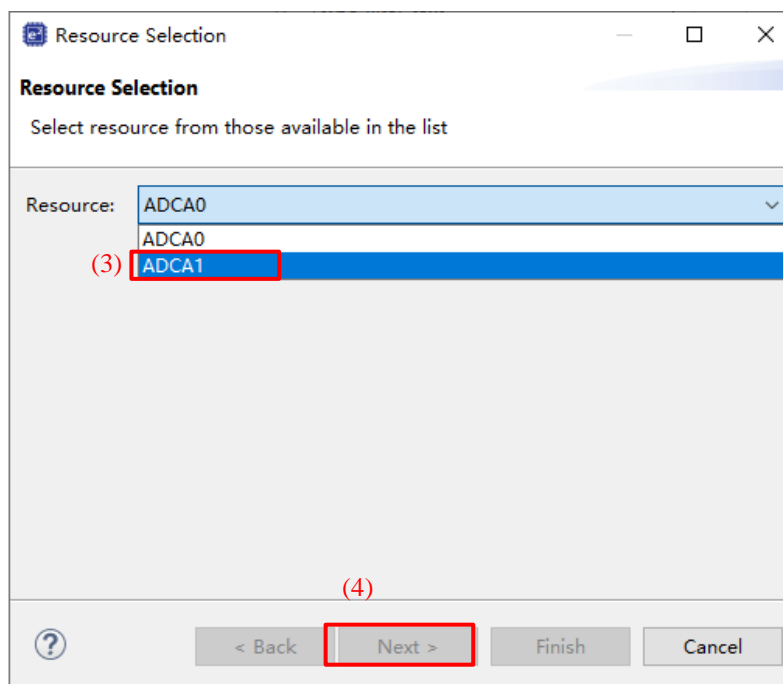 Resource Selection
Resource Selection
Select resource from those available in the list
Resource: ADCA0
ADCA0
(3) ADCA1
(4)
? < Back Next > Finish Cancel